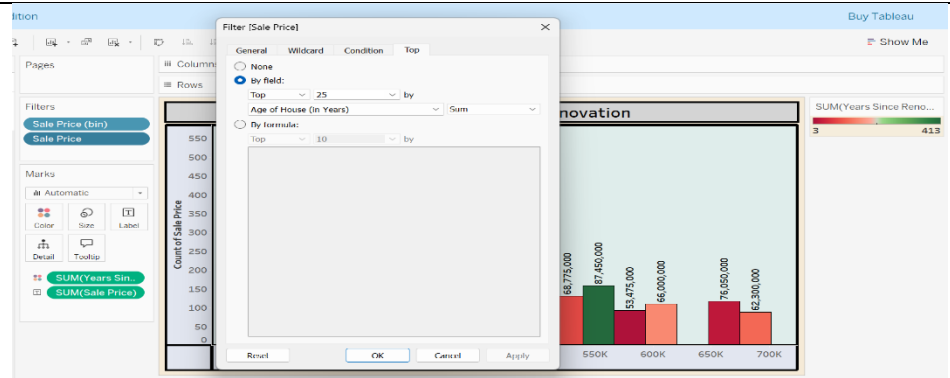 ition
Buy Tableau
Show Me
Pages
Columns
Rows
Filters
Sale Price (bin)
Sale Price
Marks
Automatic
Color
Size
Label
Detail
Tooltip
SUM(Years Sin..
SUM(Sale Price)
Filter [Sale Price]
General
Wildcard
Condition
Top
None
By field:
Top
25
by
Age of House (in Years)
Sum
By formula:
Top
10
by
Reset
OK
Cancel
Apply
novation
Count of Sale Price
550
500
450
400
350
300
250
200
150
100
50
0
68,775,000
87,450,000
53,475,000
66,000,000
76,050,000
62,300,000
550K
600K
650K
700K
SUM(Years Since Reno...
3
413